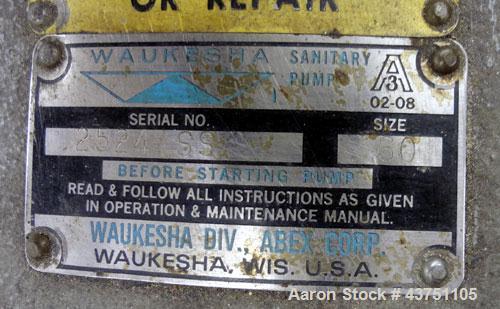 OR REPAIR
WAUKESHA SANITARY PUMP
A
3
02-08
SERIAL NO. SIZE
SS
BEFORE STARTING PUMP
READ & FOLLOW ALL INSTRUCTIONS AS GIVEN
IN OPERATION & MAINTENANCE MANUAL.
WAUKESHA DIV., ABEX CORP.
WAUKESHA, WIS. U.S.A.
Aaron Stock # 43751105